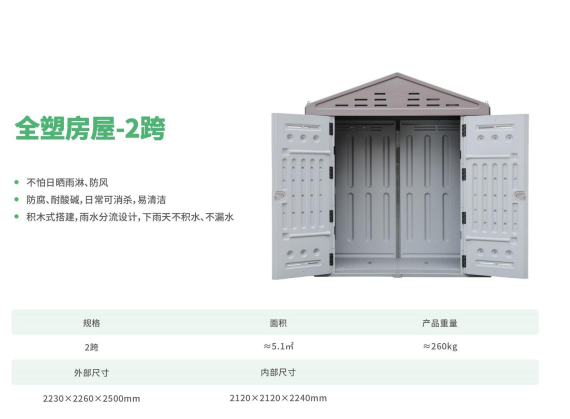 全塑房屋-2跨
不怕日晒雨淋、防风
防腐、耐酸碱，日常可消杀，易清洁
积木式搭建，雨水分流设计，下雨天不积水、不漏水
规格 面积 产品重量
2跨 ≈5.1㎡ ≈260kg
外部尺寸 内部尺寸
2230×2260×2500mm 2120×2120×2240mm